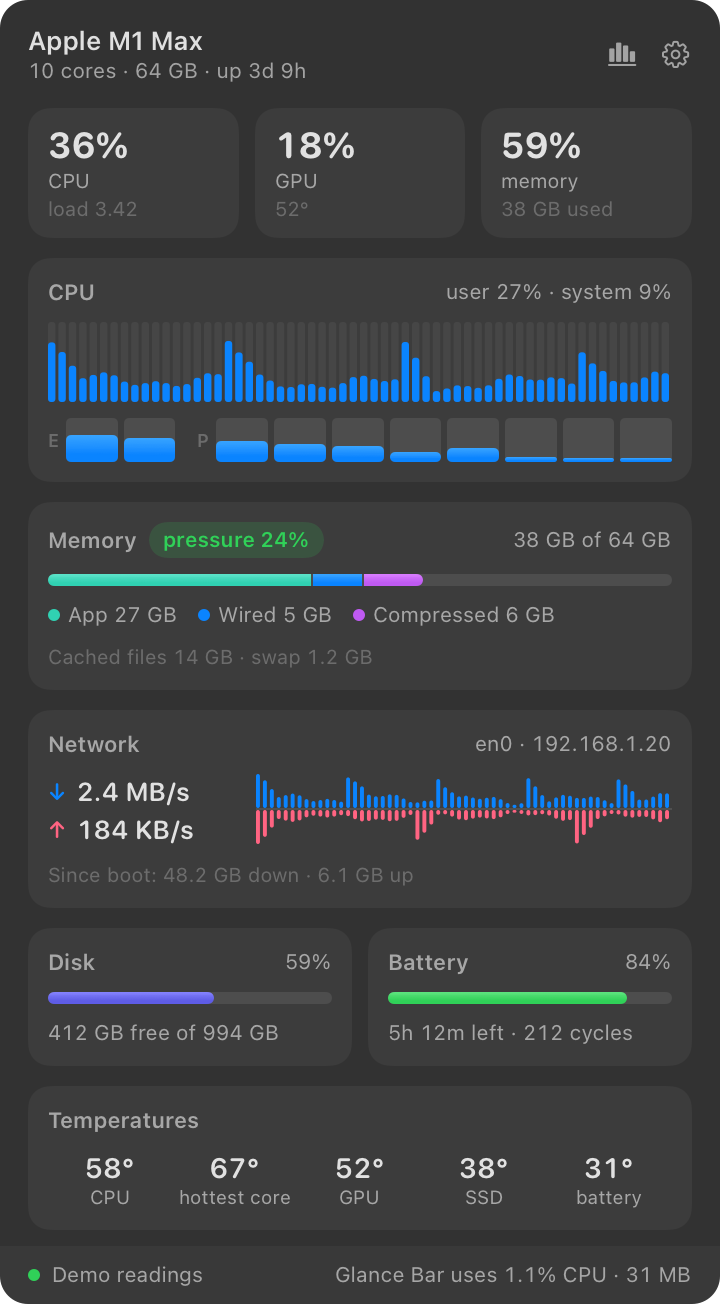 Apple M1 Max
10 cores · 64 GB · up 3d 9h
36%
CPU
load 3.42
18%
GPU
52°
59%
memory
38 GB used
CPU
user 27% · system 9%
E
P
Memory
pressure 24%
38 GB of 64 GB
App 27 GB
Wired 5 GB
Compressed 6 GB
Cached files 14 GB · swap 1.2 GB
Network
en0 · 192.168.1.20
↓ 2.4 MB/s
↑ 184 KB/s
Since boot: 48.2 GB down · 6.1 GB up
Disk
59%
412 GB free of 994 GB
Battery
84%
5h 12m left · 212 cycles
Temperatures
58°
CPU
67°
hottest core
52°
GPU
38°
SSD
31°
battery
Demo readings
Glance Bar uses 1.1% CPU · 31 MB